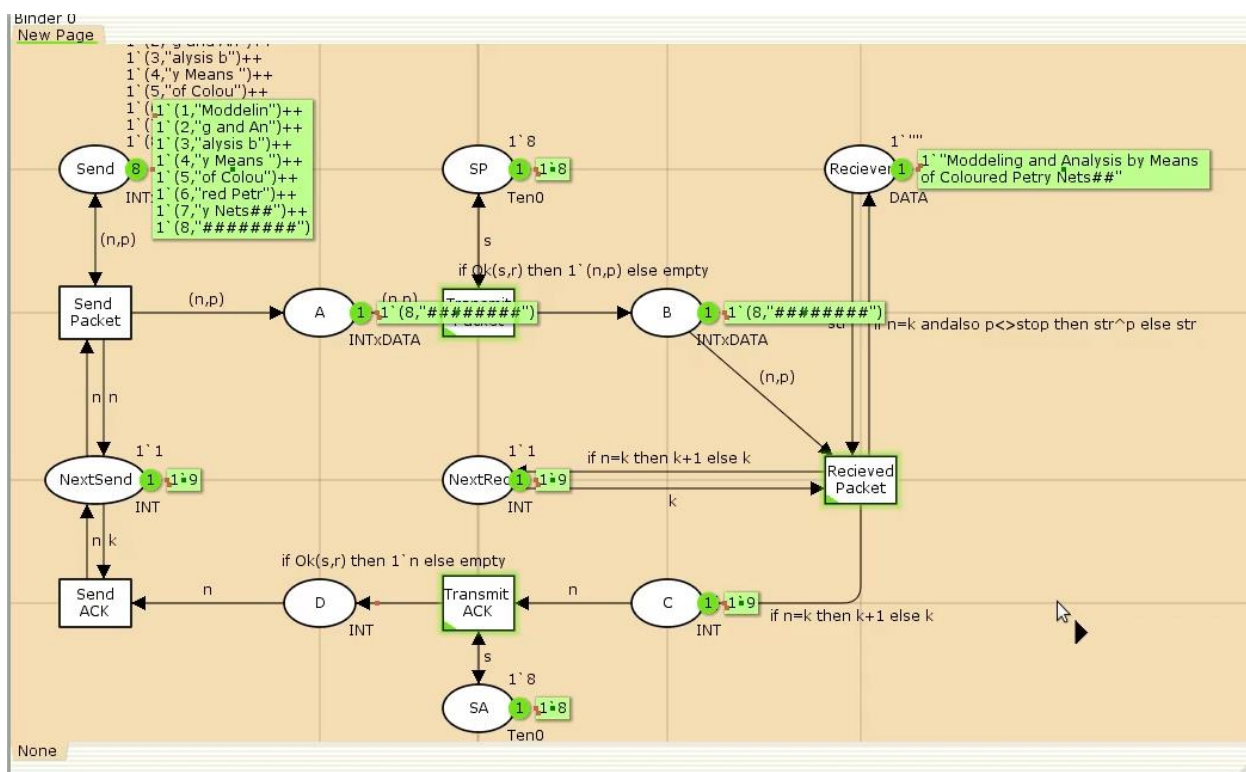 Binder 0
New Page
1`(3,"alysis b")++
1`(4,"y Means ")++
1`(5,"of Colou")++
1`(1,"Moddelin")++
1`(2,"g and An")++
1`(3,"alysis b")++
1`(4,"y Means ")++
1`(5,"of Colou")++
1`(6,"red Petr")++
1`(7,"y Nets##")++
1`(8,"########")
Send
8
SP
1`8
1
1`8
Ten0
Reciever
1`""
1
1`"Moddeling and Analysis by Means
of Coloured Petry Nets##"
DATA
(n,p)
s
if Ok(s,r) then 1`(n,p) else empty
Send
Packet
(n,p)
A
1
1`(8,"########")
INTxDATA
B
1
1`(8,"########")
INTxDATA
if n=k andalso p<>stop then str^p else str
(n,p)
n n
NextSend
1`1
1
1`9
INT
NextRec
1`1
1
1`9
INT
if n=k then k+1 else k
k
Recieved
Packet
n k
if Ok(s,r) then 1`n else empty
Send
ACK
n
D
INT
Transmit
ACK
n
C
1
1`9
INT
if n=k then k+1 else k
s
SA
1`8
1
1`8
Ten0
None